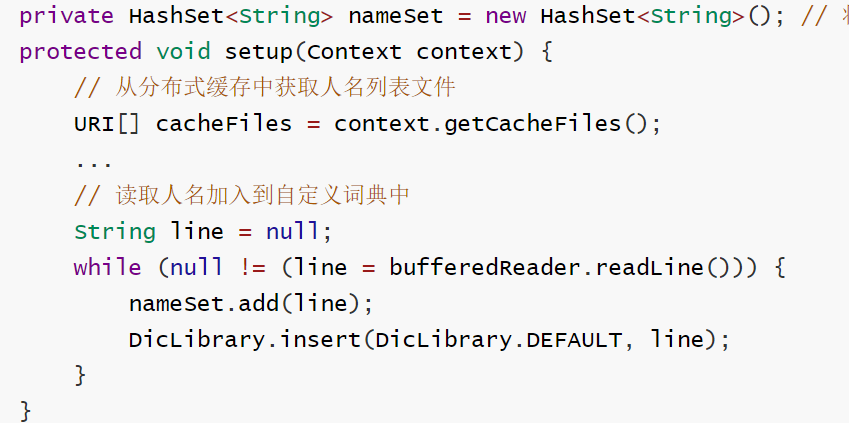 private HashSet<String> nameSet = new HashSet<String>(); //
protected void setup(Context context) {
    // 从分布式缓存中获取人名列表文件
    URI[] cacheFiles = context.getCacheFiles();
    ...
    // 读取人名加入到自定义词典中
    String line = null;
    while (null != (line = bufferedReader.readLine())) {
        nameSet.add(line);
        DicLibrary.insert(DicLibrary.DEFAULT, line);
    }
}